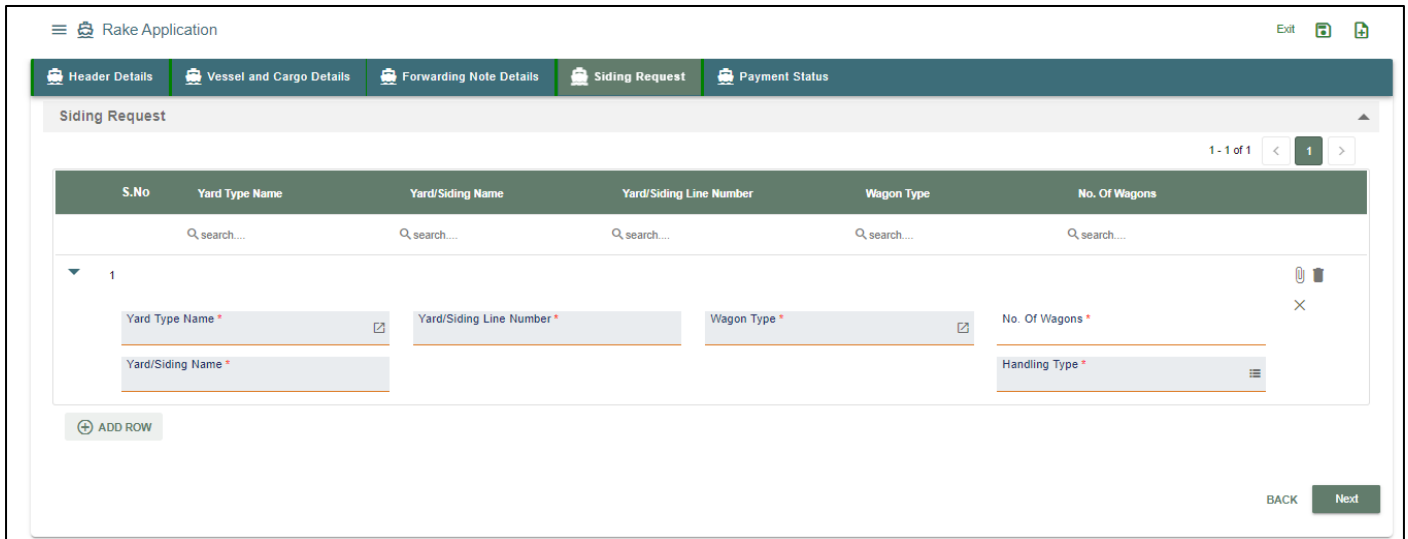 Rake Application
Exit
Header Details Vessel and Cargo Details Forwarding Note Details Siding Request Payment Status
Siding Request
1 - 1 of 1 < 1 >
S.No Yard Type Name Yard/Siding Name Yard/Siding Line Number Wagon Type No. Of Wagons
search.... search.... search.... search.... search....
1
Yard Type Name * Yard/Siding Line Number * Wagon Type * No. Of Wagons *
Yard/Siding Name * Handling Type *
ADD ROW
BACK Next